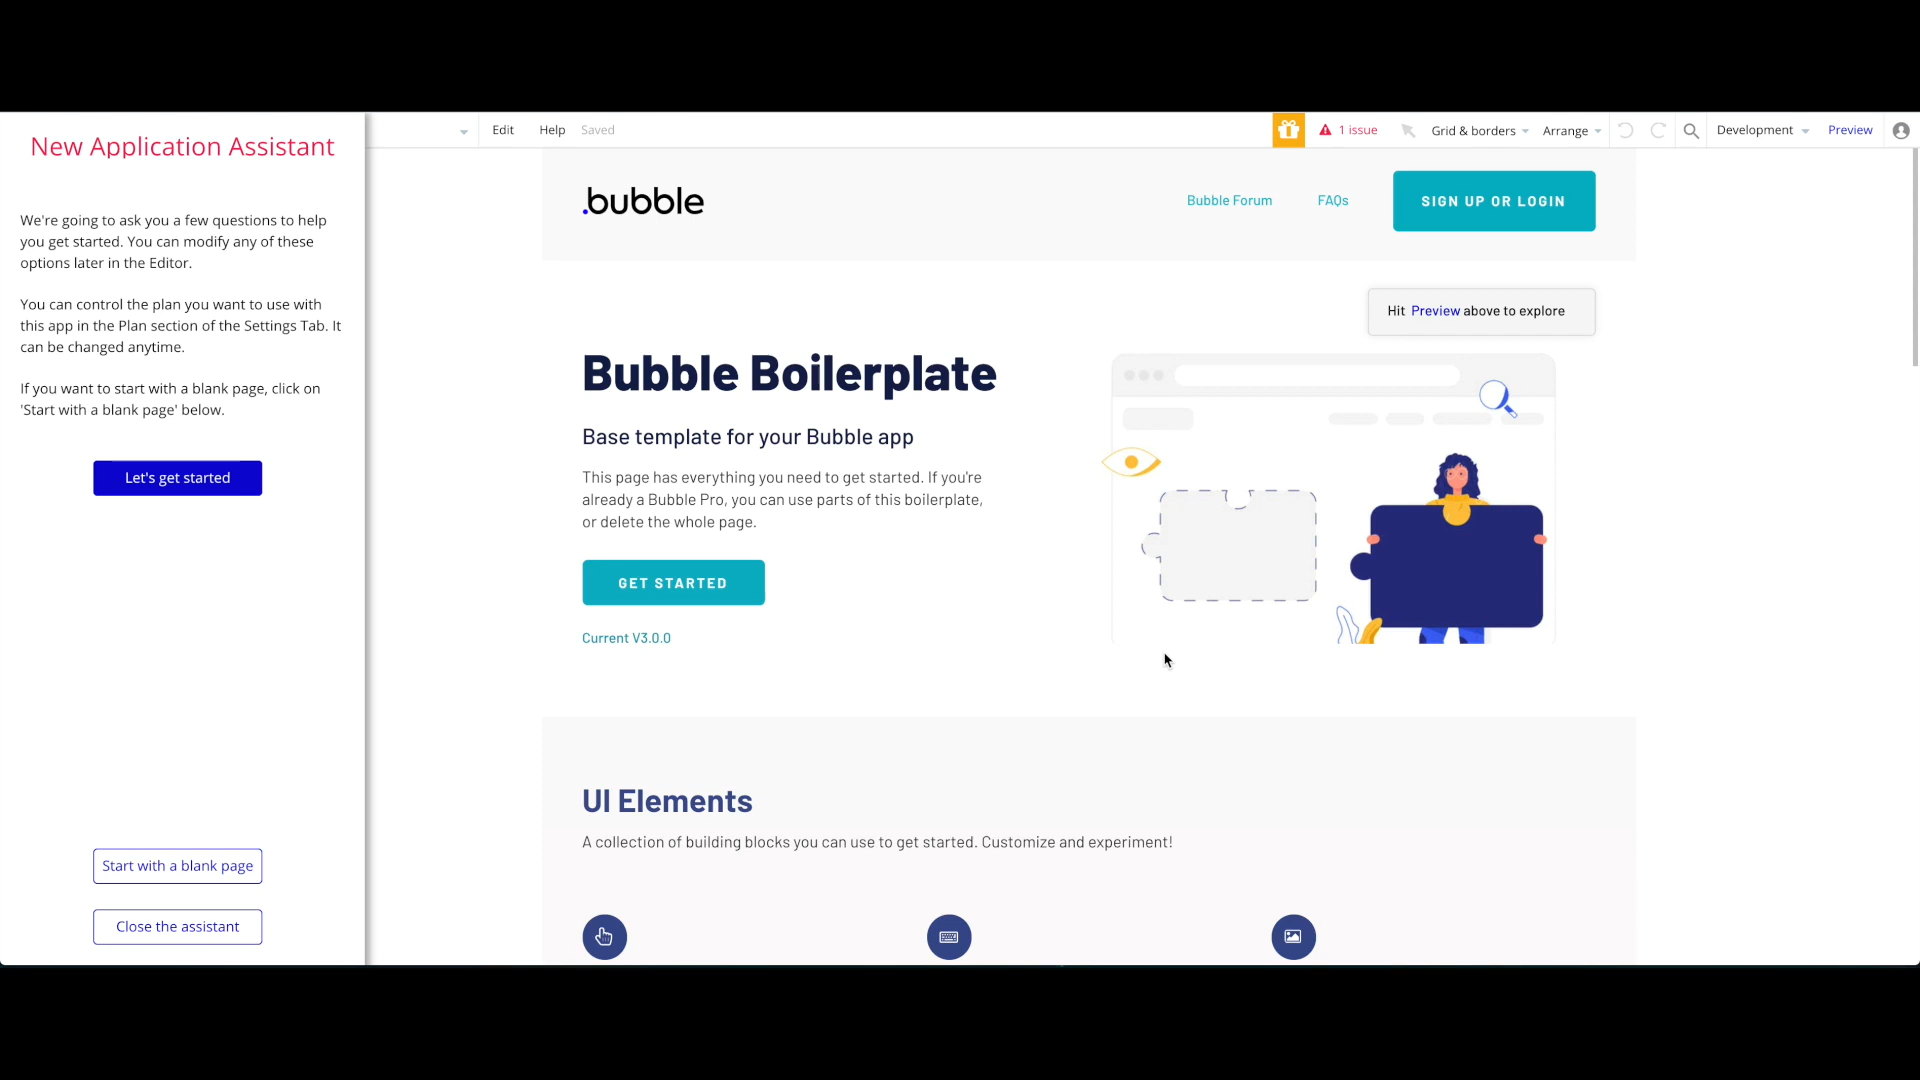 New Application Assistant
We're going to ask you a few questions to help
you get started. You can modify any of these
options later in the Editor.
You can control the plan you want to use with
this app in the Plan section of the Settings Tab. It
can be changed anytime.
If you want to start with a blank page, click on
'Start with a blank page' below.
Let's get started
Start with a blank page
Close the assistant
Edit Help Saved
1 issue Grid & borders Arrange Development Preview
.bubble
Bubble Forum FAQs SIGN UP OR LOGIN
Hit Preview above to explore
Bubble Boilerplate
Base template for your Bubble app
This page has everything you need to get started. If you're
already a Bubble Pro, you can use parts of this boilerplate,
or delete the whole page.
GET STARTED
Current V3.0.0
UI Elements
A collection of building blocks you can use to get started. Customize and experiment!